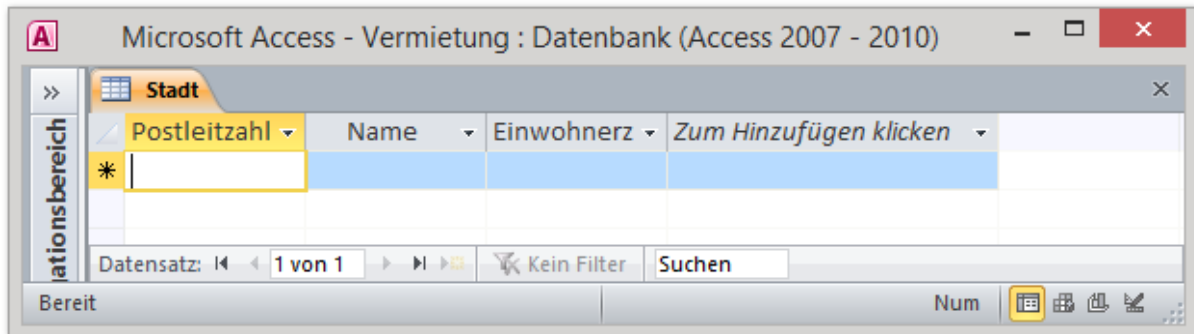 A Microsoft Access - Vermietung : Datenbank (Access 2007 - 2010)
Stadt
Postleitzahl Name Einwohnerz Zum Hinzufügen klicken
ationsbereich
Datensatz: 1 von 1 Kein Filter Suchen
Bereit Num